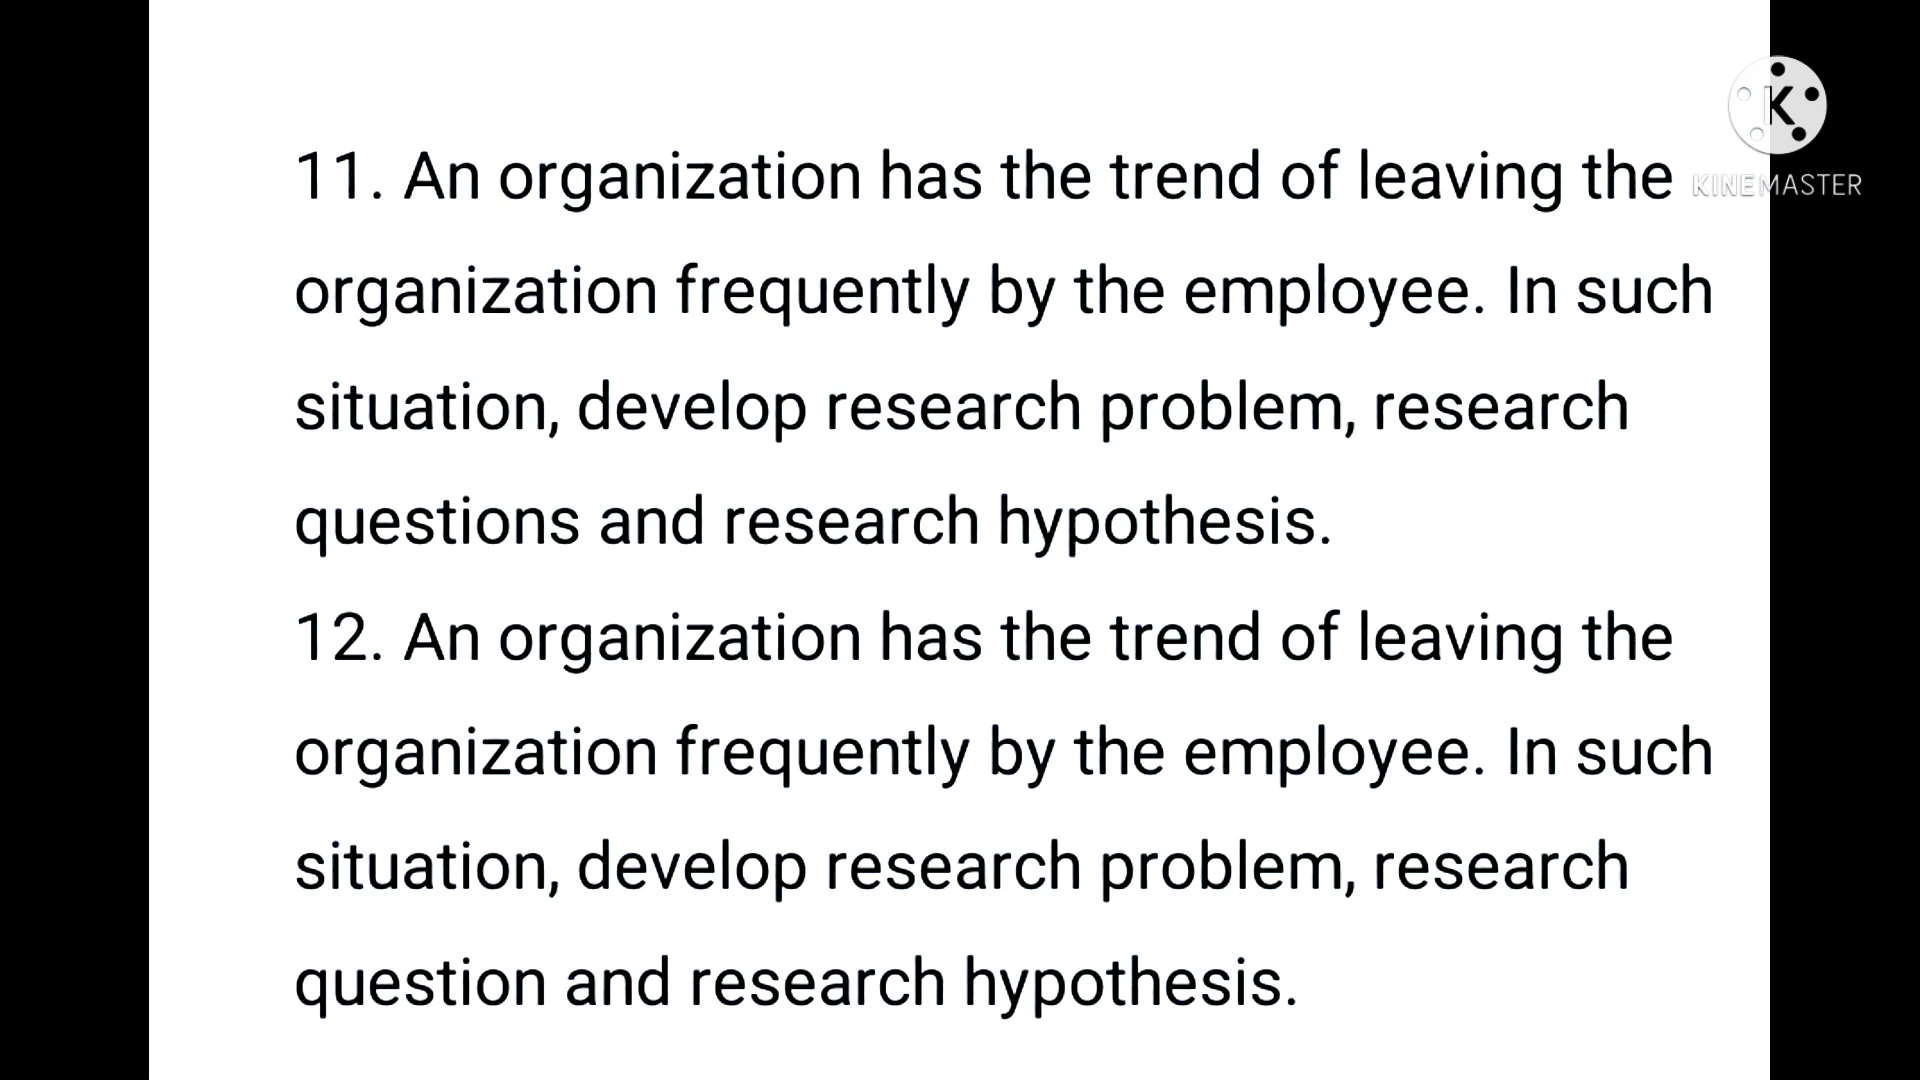 11. An organization has the trend of leaving the
KINEMASTER
organization frequently by the employee. In such
situation, develop research problem, research
questions and research hypothesis.
12. An organization has the trend of leaving the
organization frequently by the employee. In such
situation, develop research problem, research
question and research hypothesis.